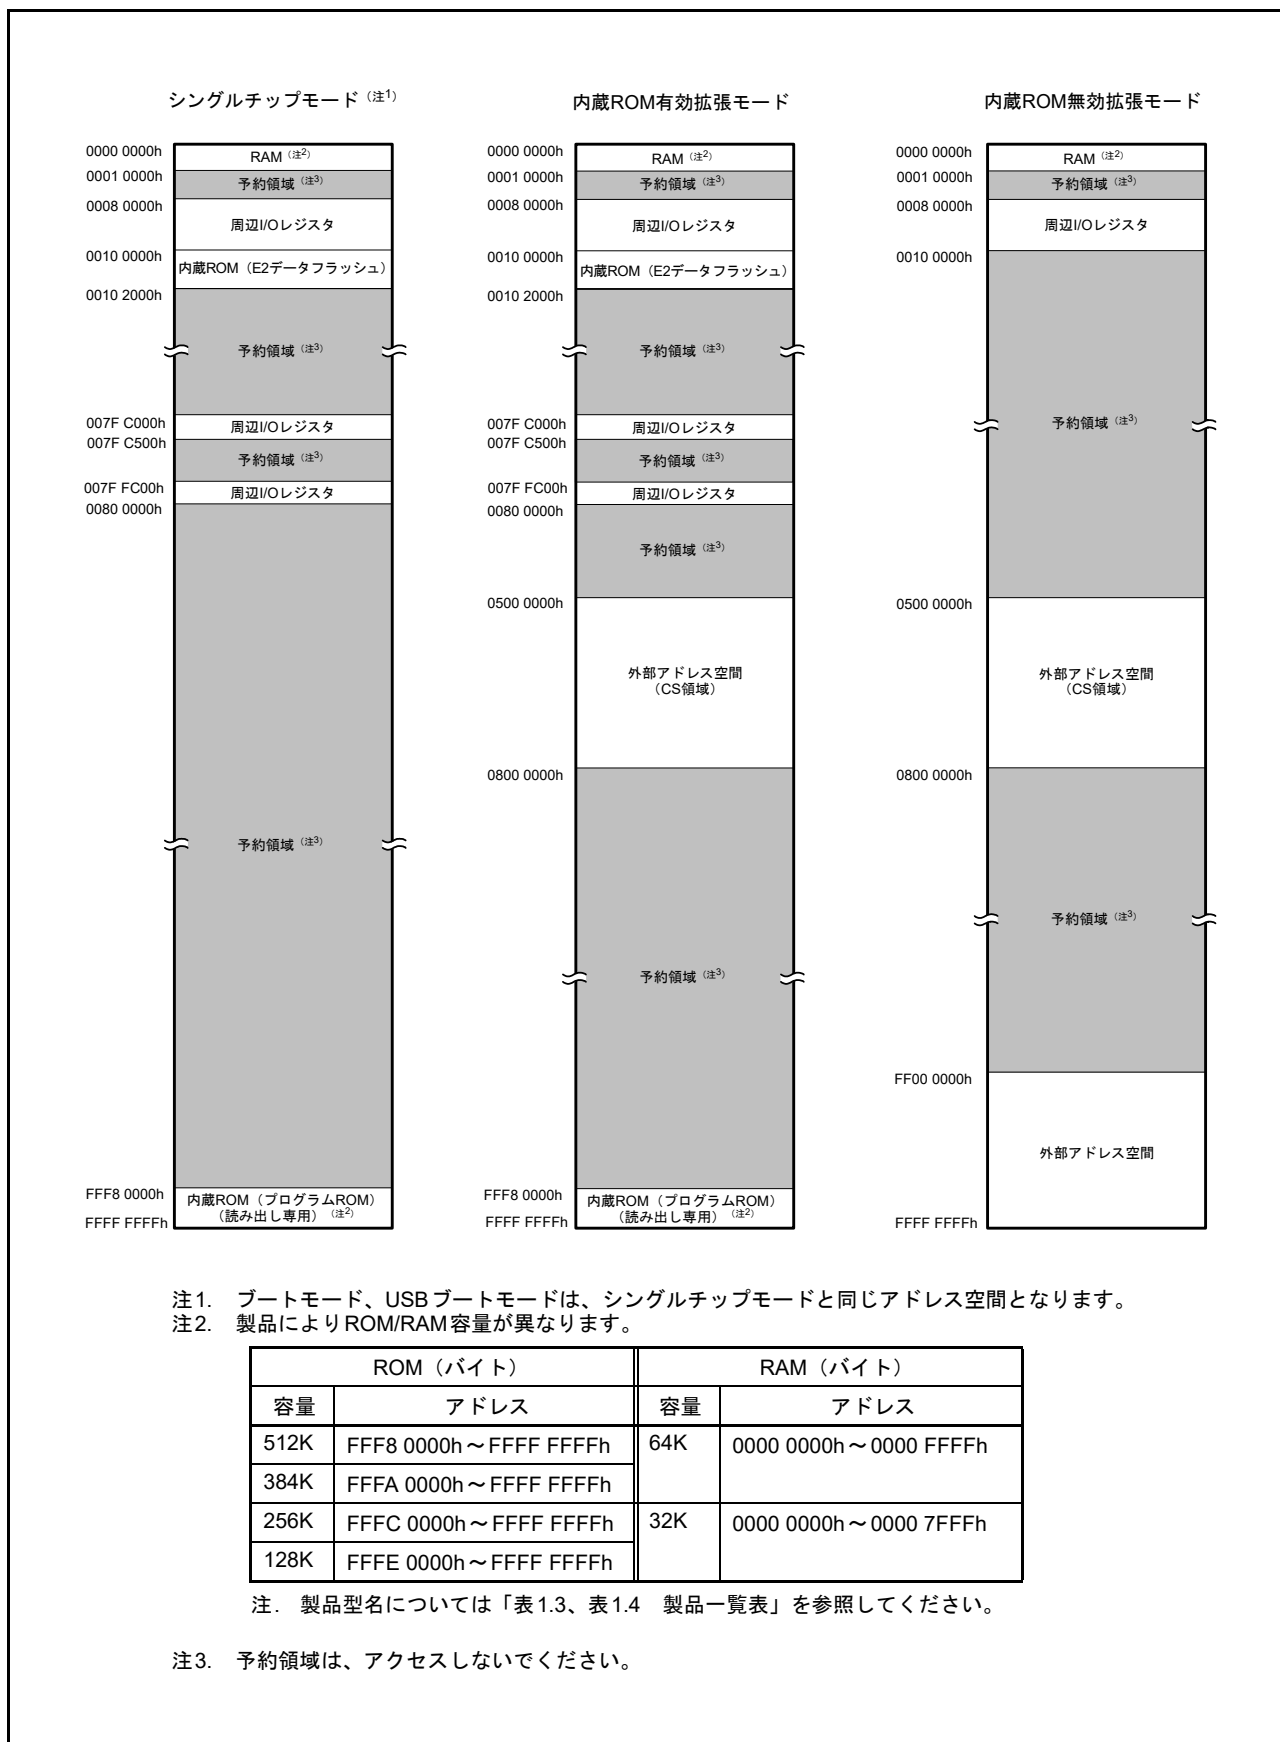 シングルチップモード（注1）
0000 0000h
RAM（注2）
0001 0000h
予約領域（注3）
0008 0000h
周辺I/Oレジスタ
0010 0000h
内蔵ROM（E2データフラッシュ）
0010 2000h
予約領域（注3）
007F C000h
周辺I/Oレジスタ
007F C500h
予約領域（注3）
007F FC00h
周辺I/Oレジスタ
0080 0000h
予約領域（注3）
FFF8 0000h
内蔵ROM（プログラムROM）
（読み出し専用）（注2）
FFFF FFFFh
内蔵ROM有効拡張モード
0000 0000h
RAM（注2）
0001 0000h
予約領域（注3）
0008 0000h
周辺I/Oレジスタ
0010 0000h
内蔵ROM（E2データフラッシュ）
0010 2000h
予約領域（注3）
007F C000h
周辺I/Oレジスタ
007F C500h
予約領域（注3）
007F FC00h
周辺I/Oレジスタ
0080 0000h
予約領域（注3）
0500 0000h
外部アドレス空間
（CS領域）
0800 0000h
予約領域（注3）
FFF8 0000h
内蔵ROM（プログラムROM）
（読み出し専用）（注2）
FFFF FFFFh
内蔵ROM無効拡張モード
0000 0000h
RAM（注2）
0001 0000h
予約領域（注3）
0008 0000h
周辺I/Oレジスタ
0010 0000h
予約領域（注3）
0500 0000h
外部アドレス空間
（CS領域）
0800 0000h
予約領域（注3）
FF00 0000h
外部アドレス空間
FFFF FFFFh
注1. ブートモード、USBブートモードは、シングルチップモードと同じアドレス空間となります。
注2. 製品によりROM/RAM容量が異なります。
ROM（バイト） RAM（バイト）
容量 アドレス 容量 アドレス
512K FFF8 0000h～FFFF FFFFh 64K 0000 0000h～0000 FFFFh
384K FFFA 0000h～FFFF FFFFh
256K FFFC 0000h～FFFF FFFFh 32K 0000 0000h～0000 7FFFh
128K FFFE 0000h～FFFF FFFFh
注. 製品型名については「表1.3、表1.4 製品一覧表」を参照してください。
注3. 予約領域は、アクセスしないでください。